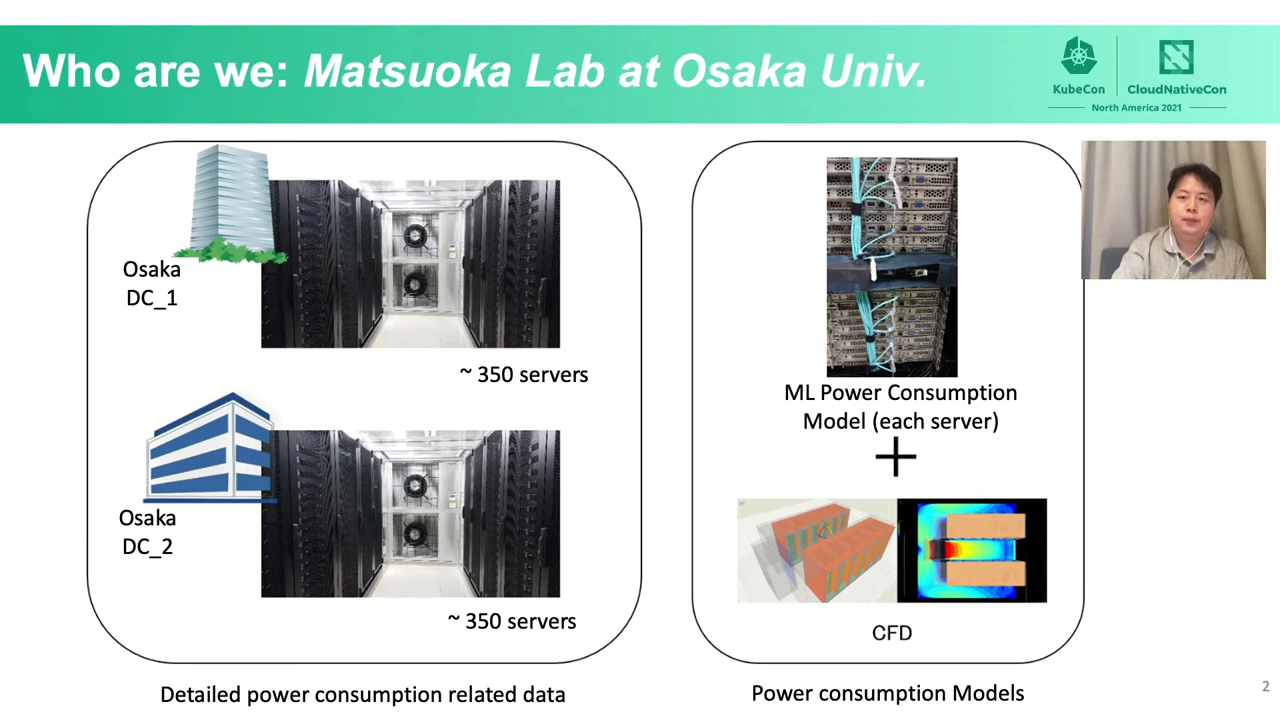 Who are we: Matsuoka Lab at Osaka Univ.
KubeCon
CloudNativeCon
North America 2021
Osaka
DC_1
~ 350 servers
Osaka
DC_2
~ 350 servers
Detailed power consumption related data
ML Power Consumption
Model (each server)
+
CFD
Power consumption Models
2